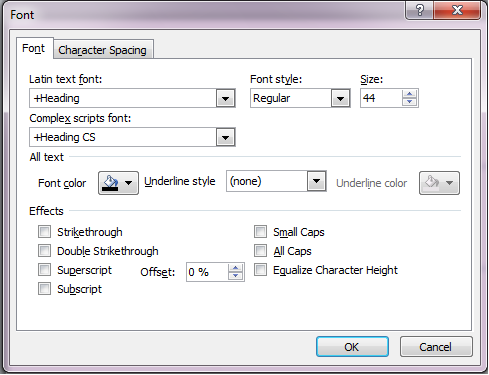 Font
Font Character Spacing
Latin text font: Font style: Size:
+Heading Regular 44
Complex scripts font:
+Heading CS
All text
Font color Underline style (none) Underline color
Effects
Strikethrough Small Caps
Double Strikethrough All Caps
Superscript Offset: 0 % Equalize Character Height
Subscript
OK Cancel